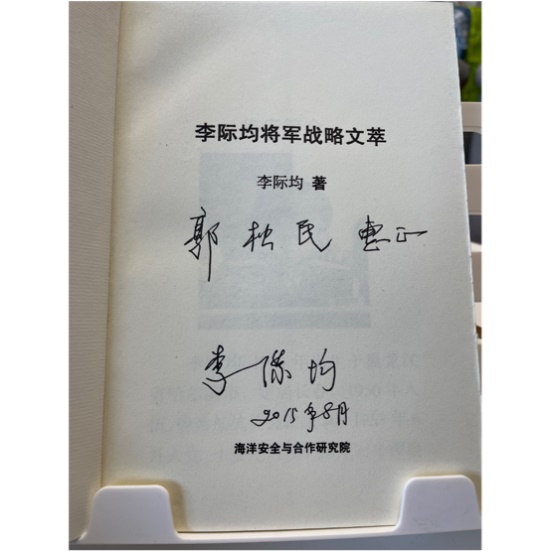 李际均将军战略文萃
李际均 著
郭松民 惠正
李际均
2015年8月
海洋安全与合作研究院